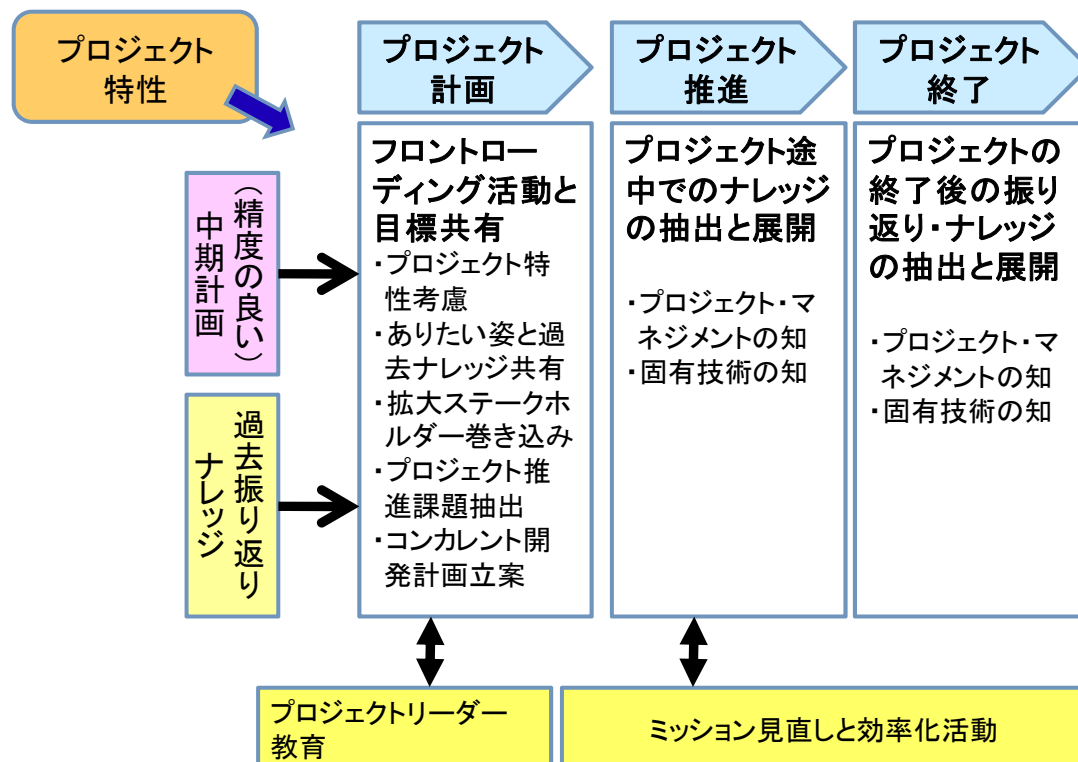 プロジェクト
特性
プロジェクト
計画
プロジェクト
推進
プロジェクト
終了
(精度の良い)
中期計画
過去振り返り
ナレッジ
フロントロー
ディング活動と
目標共有
・プロジェクト特
性考慮
・ありたい姿と過
去ナレッジ共有
・拡大ステークホ
ルダー巻き込み
・プロジェクト推
進課題抽出
・コンカレント開
発計画立案
プロジェクト途
中でのナレッジ
の抽出と展開
・プロジェクト・マ
ネジメントの知
・固有技術の知
プロジェクトの
終了後の振り
返り・ナレッジ
の抽出と展開
・プロジェクト・マ
ネジメントの知
・固有技術の知
プロジェクトリーダー
教育
ミッション見直しと効率化活動